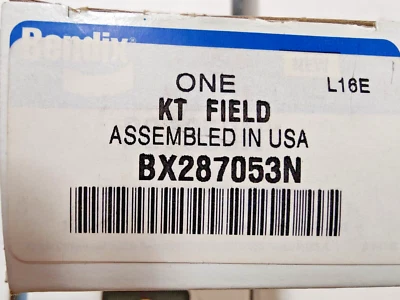 Bendix
ONE
L16E
KT FIELD
ASSEMBLED IN USA
BX287053N